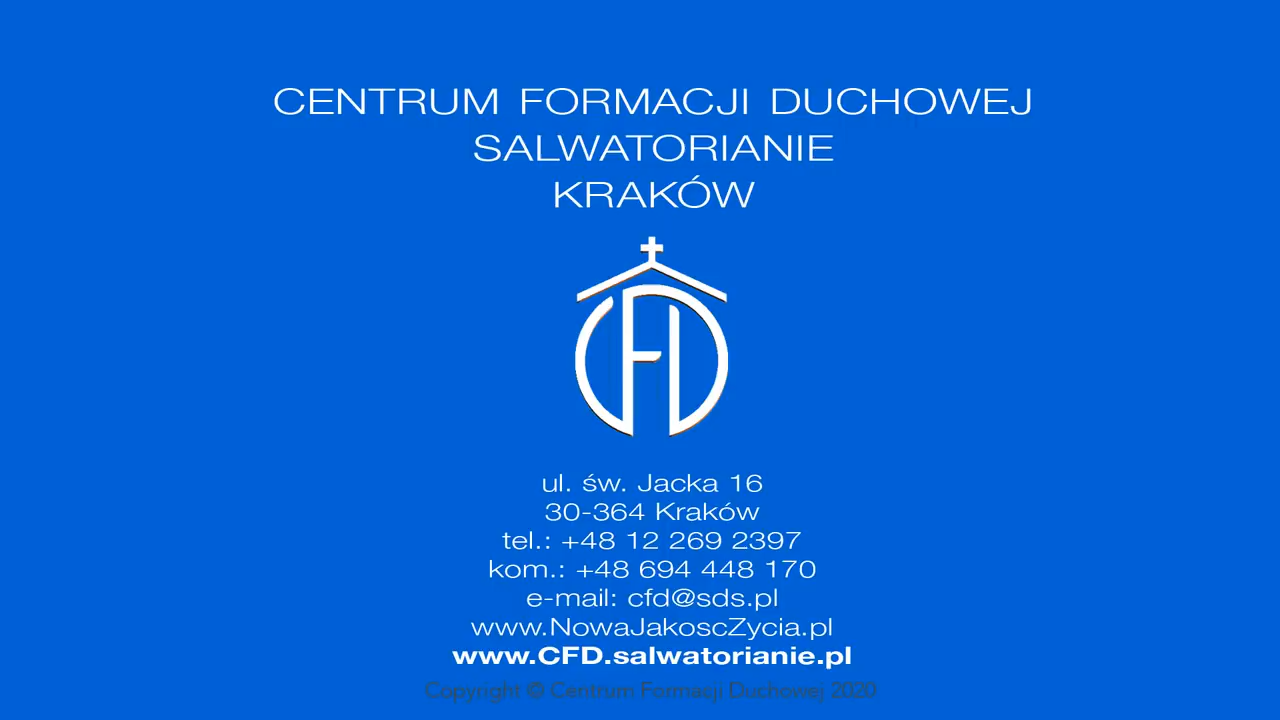 CENTRUM FORMACJI DUCHOWEJ
SALWATORIANIE
KRAKÓW
CFD
ul. św. Jacka 16
30-364 Kraków
tel.: +48 12 269 2397
kom.: +48 694 448 170
e-mail: cfd@sds.pl
www.NowaJakoscZycia.pl
www.CFD.salwatorianie.pl
Copyright © Centrum Formasji Duchowej 2020